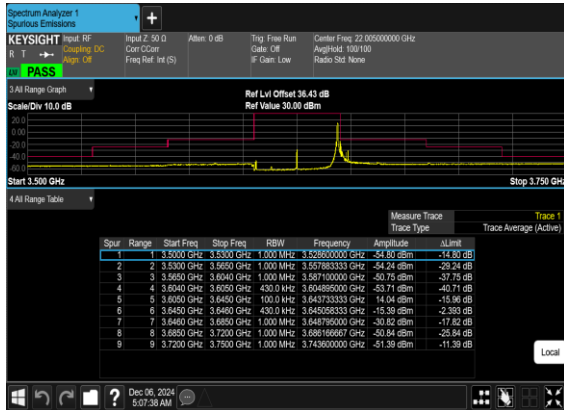 Spectrum Analyzer 1
Spurious Emissions
+
KEYSIGHT Input: RF Input Z: 50 Ω Atten: 0 dB Trig: Free Run Center Freq: 22.005000000 GHz
R T Coupling: DC Corr CCorr Gate: Off Avg|Hold: 100/100
Align: Off Freq Ref: Int (S) IF Gain: Low Radio Std: None
LXI PASS
3 All Range Graph
Ref Lvl Offset 36.43 dB
Scale/Div 10.0 dB Ref Value 30.00 dBm
20.0
0.00
-20.0
-40.0
-60.0
Start 3.500 GHz Stop 3.750 GHz
4 All Range Table
Measure Trace Trace 1
Trace Type Trace Average (Active)
Spur Range Start Freq Stop Freq RBW Frequency Amplitude ΔLimit
1 1 3.5000 GHz 3.5300 GHz 1.000 MHz 3.528600000 GHz -54.80 dBm -14.80 dB
2 2 3.5300 GHz 3.5650 GHz 1.000 MHz 3.557883333 GHz -54.24 dBm -29.24 dB
3 3 3.5650 GHz 3.6040 GHz 1.000 MHz 3.587100000 GHz -50.75 dBm -37.75 dB
4 4 3.6040 GHz 3.6050 GHz 430.0 kHz 3.604895000 GHz -53.71 dBm -40.71 dB
5 5 3.6050 GHz 3.6450 GHz 100.0 kHz 3.643733333 GHz 14.04 dBm -15.96 dB
6 6 3.6450 GHz 3.6460 GHz 430.0 kHz 3.645058333 GHz -15.39 dBm -2.393 dB
7 7 3.6460 GHz 3.6850 GHz 1.000 MHz 3.648795000 GHz -30.82 dBm -17.82 dB
8 8 3.6850 GHz 3.7200 GHz 1.000 MHz 3.686166667 GHz -50.84 dBm -25.84 dB
9 9 3.7200 GHz 3.7500 GHz 430.0 kHz 3.743600000 GHz -51.39 dBm -11.39 dB
Local
? Dec 06, 2024
5:07:38 AM